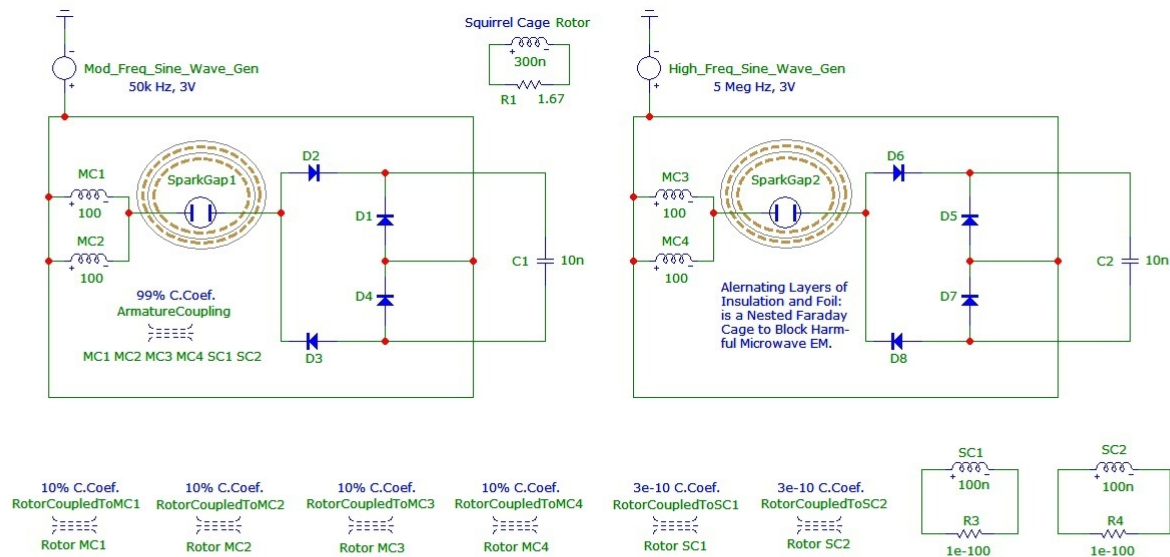 Squirrel Cage Rotor
+ -
300n
R1 1.67
-
Mod_Freq_Sine_Wave_Gen
+
50k Hz, 3V
-
High_Freq_Sine_Wave_Gen
+
5 Meg Hz, 3V
MC1
+ -
100
MC2
+ -
100
SparkGap1
D2
D1
D4
D3
C1 10n
99% C.Coef.
ArmatureCoupling
MC1 MC2 MC3 MC4 SC1 SC2
MC3
+ -
100
MC4
+ -
100
SparkGap2
D6
D5
D7
D8
C2 10n
Alernating Layers of
Insulation and Foil:
is a Nested Faraday
Cage to Block Harm-
ful Microwave EM.
10% C.Coef.
RotorCoupledToMC1
Rotor MC1
10% C.Coef.
RotorCoupledToMC2
Rotor MC2
10% C.Coef.
RotorCoupledToMC3
Rotor MC3
10% C.Coef.
RotorCoupledToMC4
Rotor MC4
3e-10 C.Coef.
RotorCoupledToSC1
Rotor SC1
3e-10 C.Coef.
RotorCoupledToSC2
Rotor SC2
SC1
+ -
100n
R3
1e-100
SC2
+ -
100n
R4
1e-100